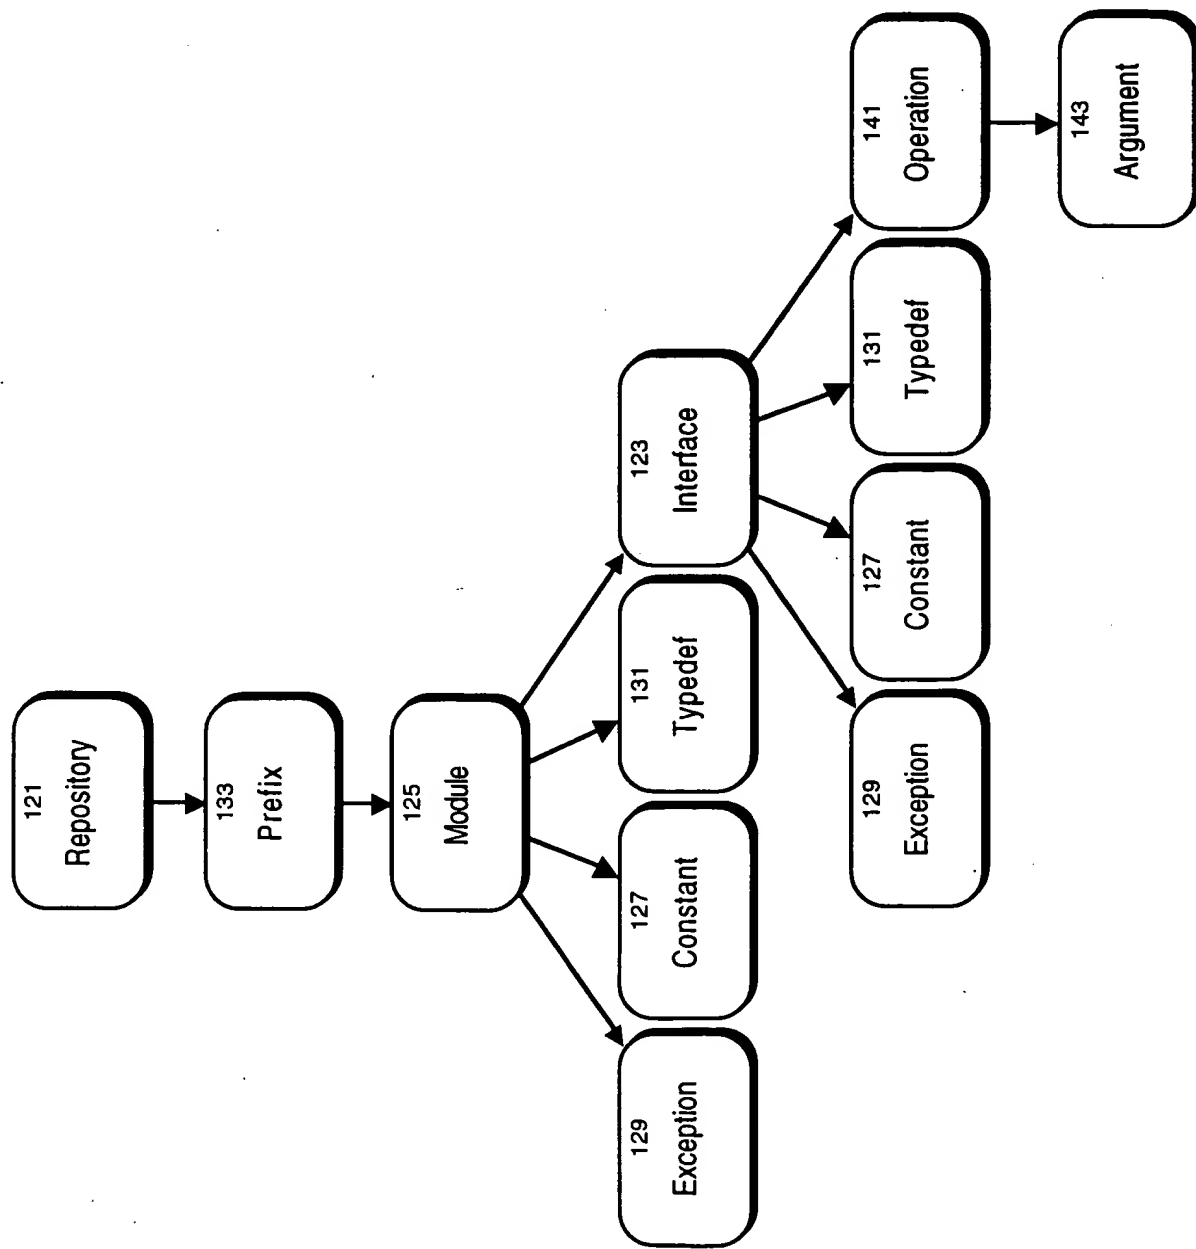 121
Repository
133
Prefix
125
Module
129
Exception
127
Constant
131
Typedef
123
Interface
129
Exception
127
Constant
131
Typedef
141
Operation
143
Argument